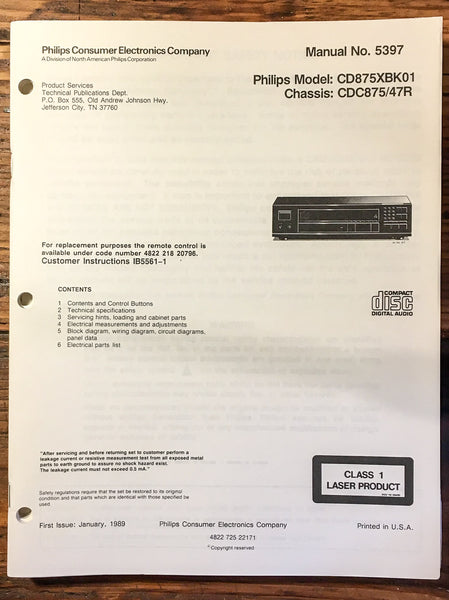 Philips Consumer Electronics Company
A Division of North American Philips Corporation
Manual No. 5397
Product Services
Technical Publications Dept.
P.O. Box 555, Old Andrew Johnson Hwy.
Jefferson City, TN 37760
Philips Model: CD875XBK01
Chassis: CDC875/47R
For replacement purposes the remote control is
available under code number 4822 218 20796.
Customer Instructions IB5561-1
CONTENTS
1 Contents and Control Buttons
2 Technical specifications
3 Servicing hints, loading and cabinet parts
4 Electrical measurements and adjustments
5 Block diagram, wiring diagram, circuit diagrams,
panel data
6 Electrical parts list
COMPACT
disc
DIGITAL AUDIO
"After servicing and before returning set to customer perform a
leakage current or resistive measurement test from all exposed metal
parts to earth ground to assure no shock hazard exist.
The leakage current must not exceed 0.5 mA."
CLASS 1
LASER PRODUCT
Safety regulations require that the set be restored to its original
condition and that parts which are identical with those specified be
used.
First Issue: January, 1989
Philips Consumer Electronics Company
Printed in U.S.A.
4822 725 22171
© Copyright reserved